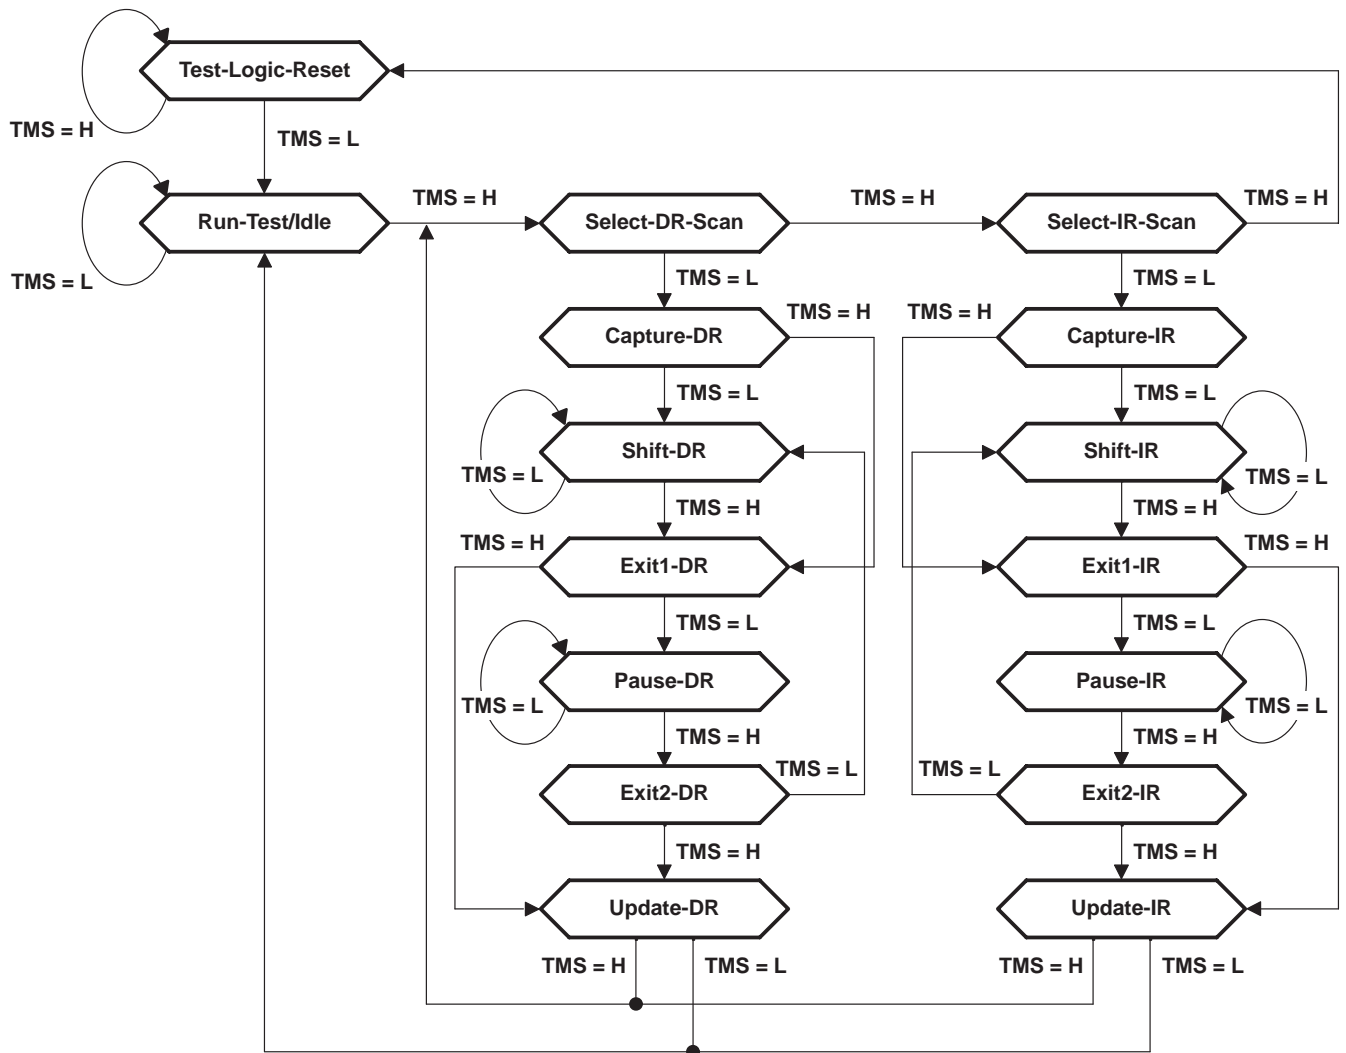 Test-Logic-Reset
TMS = H
TMS = L
TMS = H
TMS = H
TMS = H
Run-Test/Idle
Select-DR-Scan
Select-IR-Scan
TMS = L
TMS = L
TMS = L
TMS = H
TMS = H
Capture-DR
Capture-IR
TMS = L
TMS = L
Shift-DR
Shift-IR
TMS = L
TMS = L
TMS = H
TMS = H
TMS = H
TMS = H
Exit1-DR
Exit1-IR
TMS = L
TMS = L
Pause-DR
Pause-IR
TMS = L
TMS = L
TMS = H
TMS = H
TMS = L
TMS = L
Exit2-DR
Exit2-IR
TMS = H
TMS = H
Update-DR
Update-IR
TMS = H
TMS = L
TMS = H
TMS = L